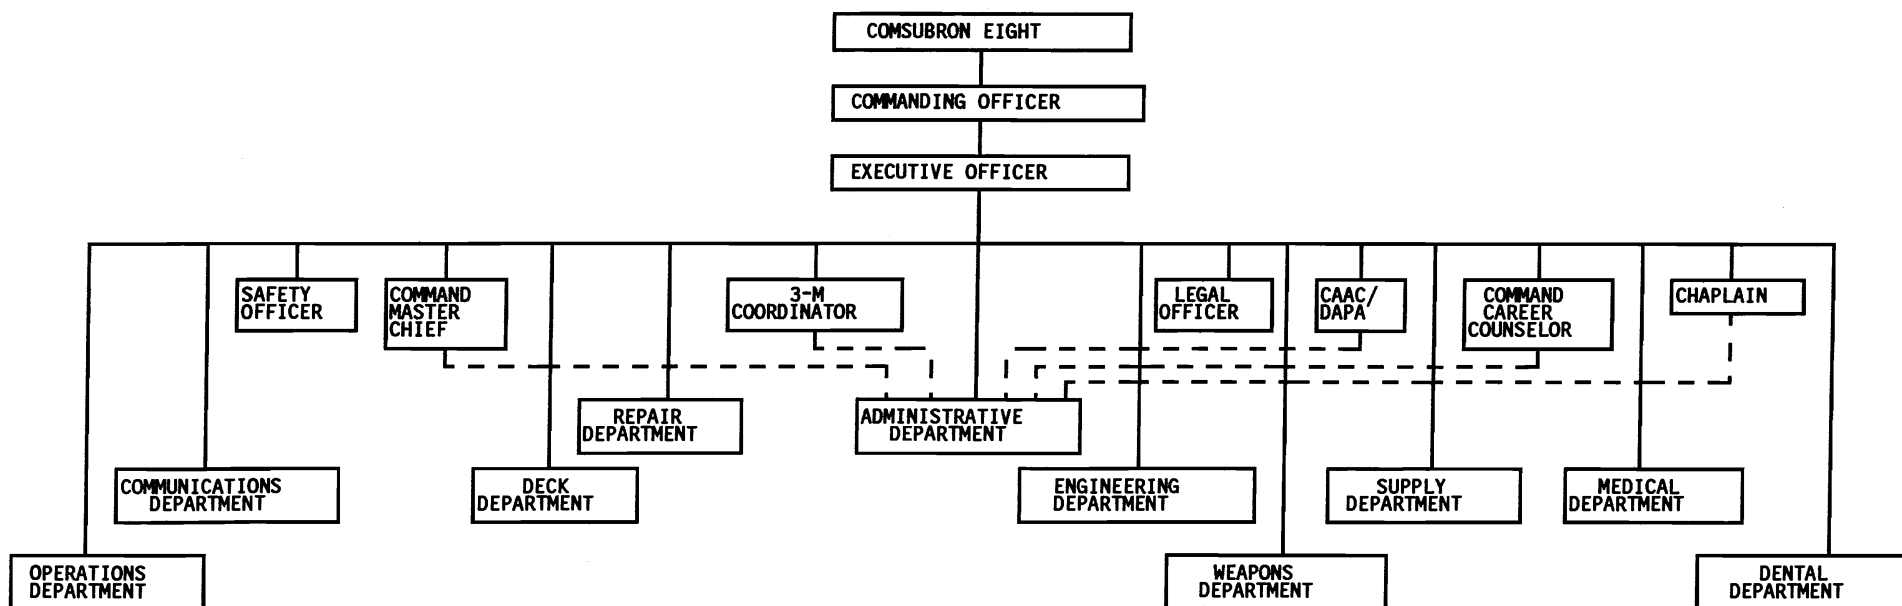 COMSUBRON EIGHT
COMMANDING OFFICER
EXECUTIVE OFFICER
SAFETY
OFFICER
COMMAND
MASTER
CHIEF
3-M
COORDINATOR
LEGAL
OFFICER
CAAC/
DAPA
COMMAND
CAREER
COUNSELOR
CHAPLAIN
REPAIR
DEPARTMENT
ADMINISTRATIVE
DEPARTMENT
COMMUNICATIONS
DEPARTMENT
DECK
DEPARTMENT
ENGINEERING
DEPARTMENT
SUPPLY
DEPARTMENT
MEDICAL
DEPARTMENT
OPERATIONS
DEPARTMENT
WEAPONS
DEPARTMENT
DENTAL
DEPARTMENT